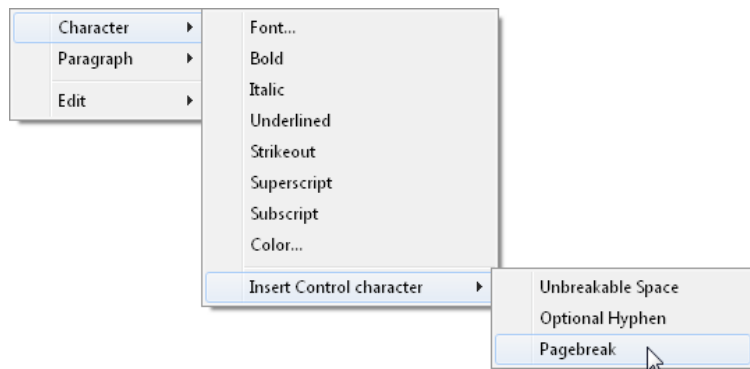 Character
Paragraph
Edit
Font...
Bold
Italic
Underlined
Strikeout
Superscript
Subscript
Color...
Insert Control character
Unbreakable Space
Optional Hyphen
Pagebreak